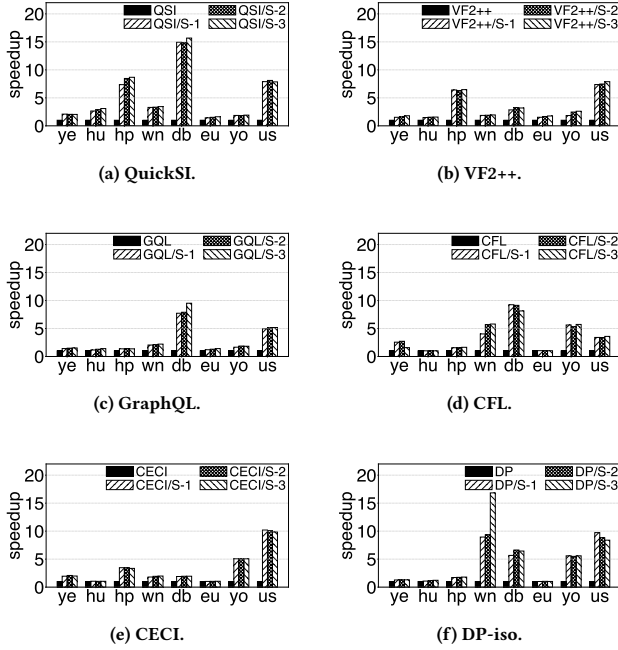 QSI QSI/S-2
QSI/S-1 QSI/S-3
speedup
20
15
10
5
0
ye hu hp wn db eu yo us
(a) QuickSI.
VF2++ VF2++/S-2
VF2++/S-1 VF2++/S-3
speedup
20
15
10
5
0
ye hu hp wn db eu yo us
(b) VF2++.
GQL GQL/S-2
GQL/S-1 GQL/S-3
speedup
20
15
10
5
0
ye hu hp wn db eu yo us
(c) GraphQL.
CFL CFL/S-2
CFL/S-1 CFL/S-3
speedup
20
15
10
5
0
ye hu hp wn db eu yo us
(d) CFL.
CECI CECI/S-2
CECI/S-1 CECI/S-3
speedup
20
15
10
5
0
ye hu hp wn db eu yo us
(e) CECI.
DP DP/S-2
DP/S-1 DP/S-3
speedup
20
15
10
5
0
ye hu hp wn db eu yo us
(f) DP-iso.